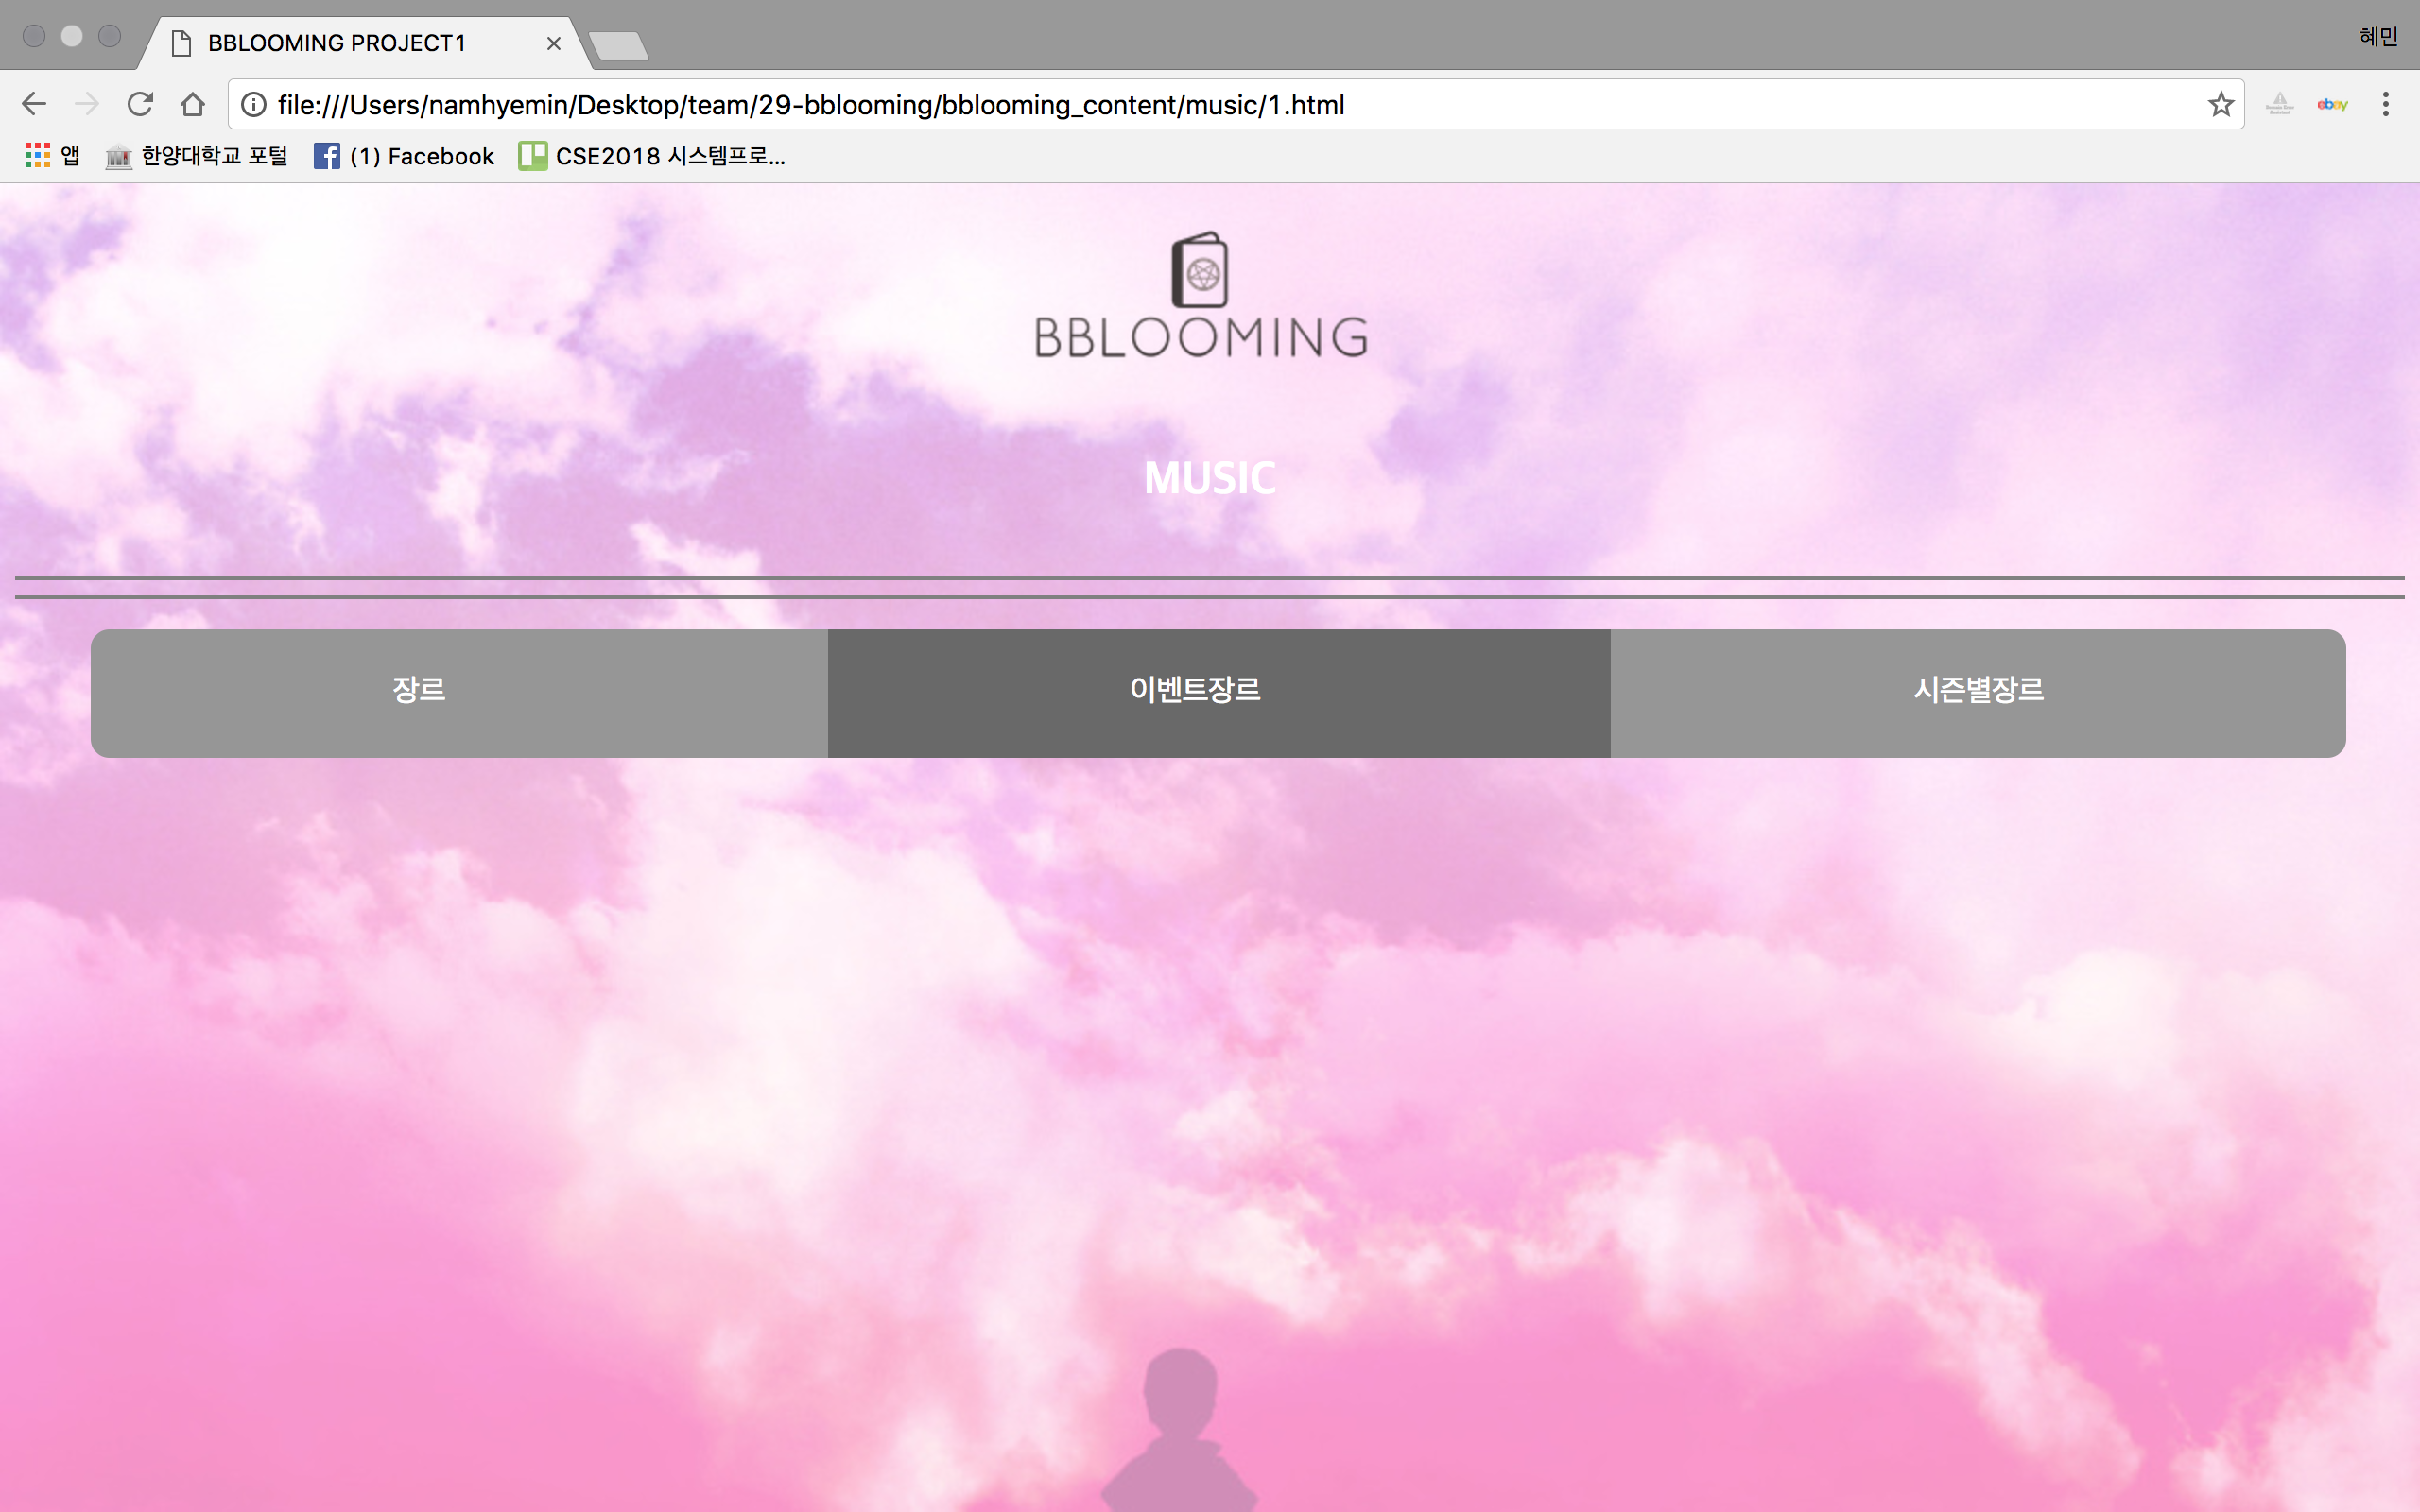 BBLOOMING PROJECT1
혜민
file:///Users/namhyemin/Desktop/team/29-bblooming/bblooming_content/music/1.html
ebay
앱 한양대학교 포털 (1) Facebook CSE2018 시스템프로...
BBLOOMING
MUSIC
장르 이벤트장르 시즌별장르